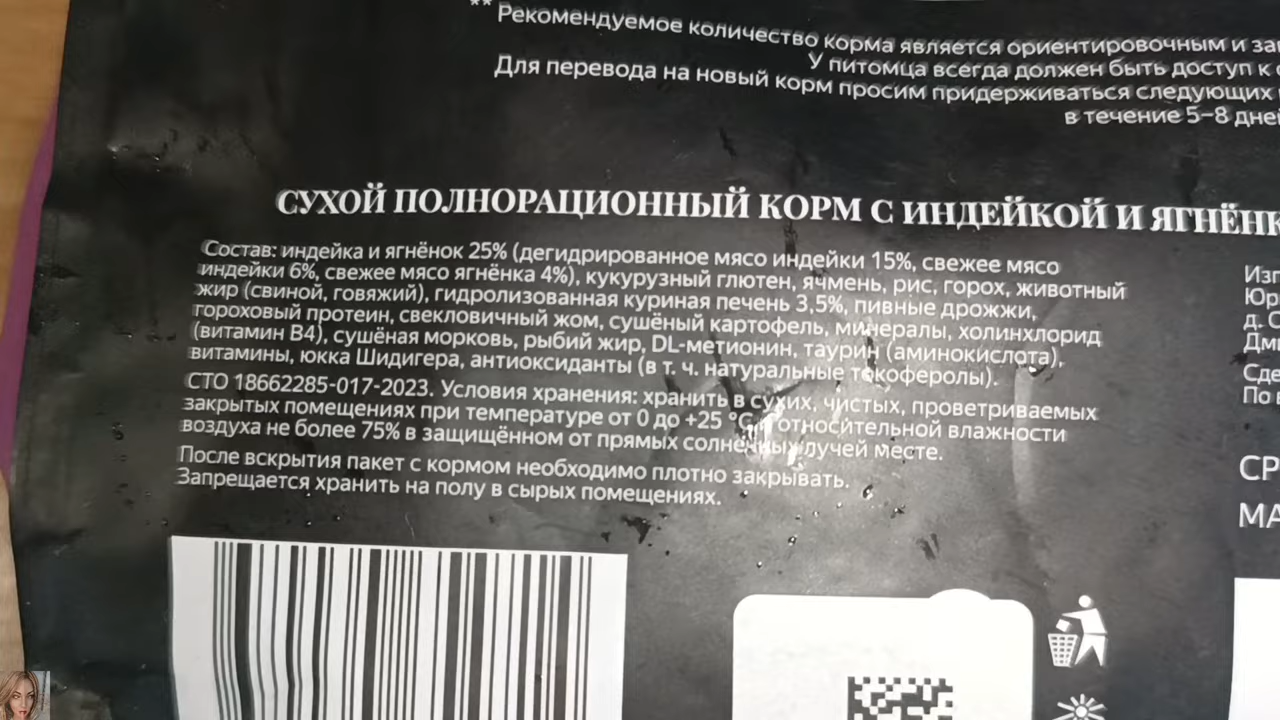 ** Рекомендуемое количество корма является ориентировочным и
У питомца всегда должен быть доступ к
Для перевода на новый корм просим придерживаться следующих
в течение 5–8
СУХОЙ ПОЛНОРАЦИОННЫЙ КОРМ С ИНДЕЙКОЙ И
Состав: индейка и ягнёнок 25% (дегидрированное мясо индейки 15%, свежее мясо
индейки 6%, свежее мясо ягнёнка 4%), кукурузный глютен, ячмень, рис, горох, животный
жир (свиной, говяжий), гидролизованная куриная печень 3,5%, пивные дрожжи,
гороховый протеин, свекловичный жом, сушёный картофель, минералы, холинхлорид
(витамин В4), сушёная морковь, рыбий жир, DL-метионин, таурин (аминокислота),
витамины, юкка Шидигера, антиоксиданты (в т. ч. натуральные токоферолы).
СТО 18662285-017-2023. Условия хранения: хранить в сухих, чистых, проветриваемых
закрытых помещениях при температуре от 0 до +25 °С и относительной влажности
воздуха не более 75% в защищённом от прямых солнечных лучей месте.
После вскрытия пакет с кормом необходимо плотно закрывать.
Запрещается хранить на полу в сырых помещениях.